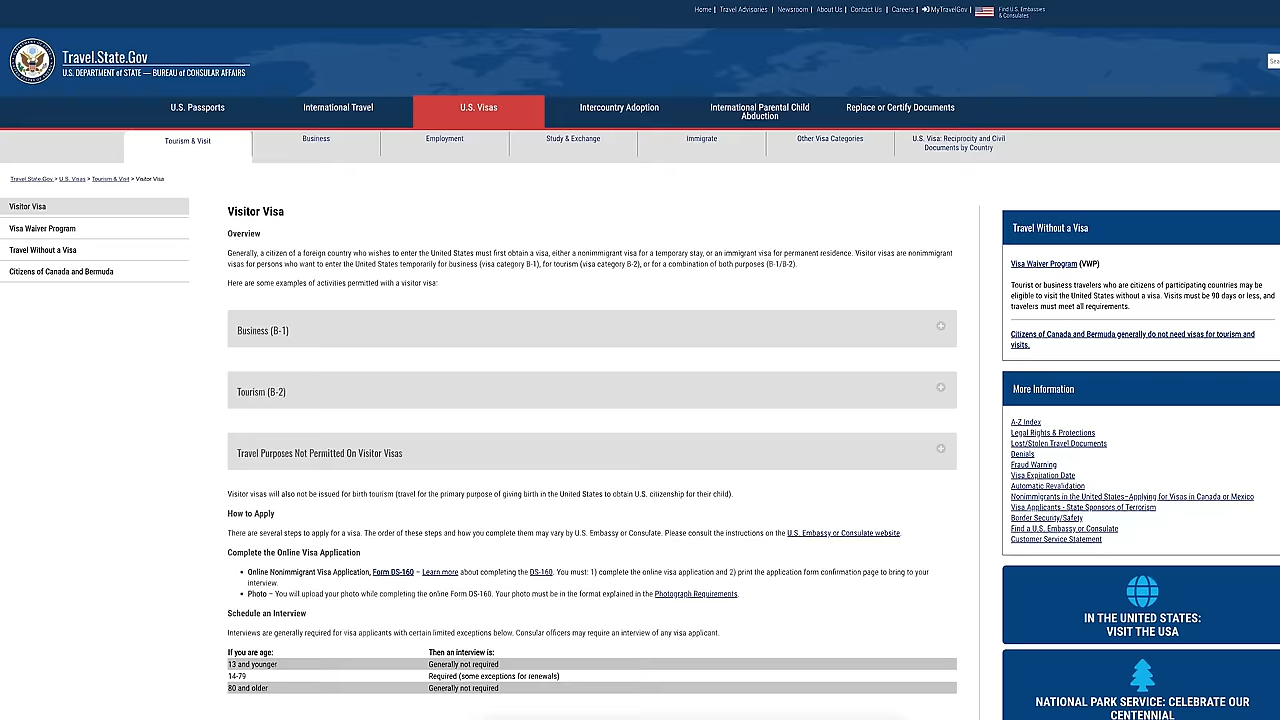 Home | Travel Advisories | Newsroom | About Us | Contact Us | Careers | MyTravelGov | Find U.S. Embassies
& Consulates
Travel.State.Gov
U.S. DEPARTMENT of STATE — BUREAU of CONSULAR AFFAIRS
Sea
U.S. Passports International Travel U.S. Visas Intercountry Adoption International Parental Child Replace or Certify Documents
Abduction
Tourism & Visit Business Employment Study & Exchange Immigrate Other Visa Categories U.S. Visa: Reciprocity and Civil
Documents by Country
Travel.State.Gov > U.S. Visas > Tourism & Visit > Visitor Visa
Visitor Visa
Visa Waiver Program
Travel Without a Visa
Citizens of Canada and Bermuda
Visitor Visa
Overview
Generally, a citizen of a foreign country who wishes to enter the United States must first obtain a visa, either a nonimmigrant visa for a temporary stay, or an immigrant visa for permanent residence. Visitor visas are nonimmigrant
visas for persons who want to enter the United States temporarily for business (visa category B-1), for tourism (visa category B-2), or for a combination of both purposes (B-1/B-2).
Here are some examples of activities permitted with a visitor visa:
Business (B-1)
Tourism (B-2)
Travel Purposes Not Permitted On Visitor Visas
Visitor visas will also not be issued for birth tourism (travel for the primary purpose of giving birth in the United States to obtain U.S. citizenship for their child).
How to Apply
There are several steps to apply for a visa. The order of these steps and how you complete them may vary by U.S. Embassy or Consulate. Please consult the instructions on the U.S. Embassy or Consulate website.
Complete the Online Visa Application
• Online Nonimmigrant Visa Application, Form DS-160 – Learn more about completing the DS-160. You must: 1) complete the online visa application and 2) print the application form confirmation page to bring to your
interview.
• Photo – You will upload your photo while completing the online Form DS-160. Your photo must be in the format explained in the Photograph Requirements.
Schedule an Interview
Interviews are generally required for visa applicants with certain limited exceptions below. Consular officers may require an interview of any visa applicant.
If you are age: Then an interview is:
13 and younger Generally not required
14-79 Required (some exceptions for renewals)
80 and older Generally not required
Travel Without a Visa
Visa Waiver Program (VWP)
Tourist or business travelers who are citizens of participating countries may be
eligible to visit the United States without a visa. Visits must be 90 days or less, and
travelers must meet all requirements.
Citizens of Canada and Bermuda generally do not need visas for tourism and
visits.
More Information
A-Z Index
Legal Rights & Protections
Lost/Stolen Travel Documents
Denials
Fraud Warning
Visa Expiration Date
Automatic Revalidation
Nonimmigrants in the United States–Applying for Visas in Canada or Mexico
Visa Applicants - State Sponsors of Terrorism
Border Security/Safety
Find a U.S. Embassy or Consulate
Customer Service Statement
IN THE UNITED STATES:
VISIT THE USA
NATIONAL PARK SERVICE: CELEBRATE OUR
CENTENNIAL